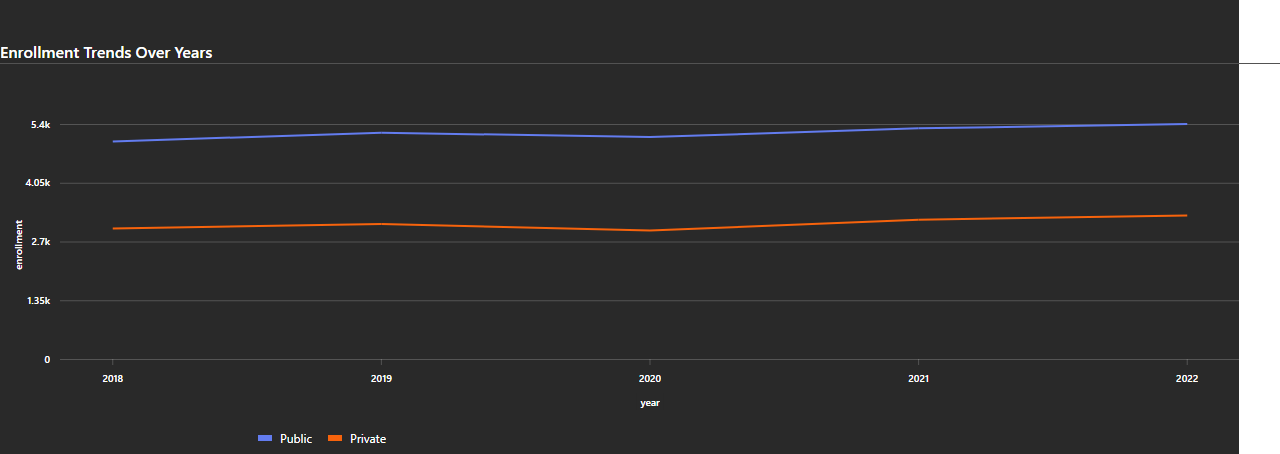 Enrollment Trends Over Years
5.4k
4.05k
2.7k
1.35k
0
enrollment
2018 2019 2020 2021 2022
year
Public Private